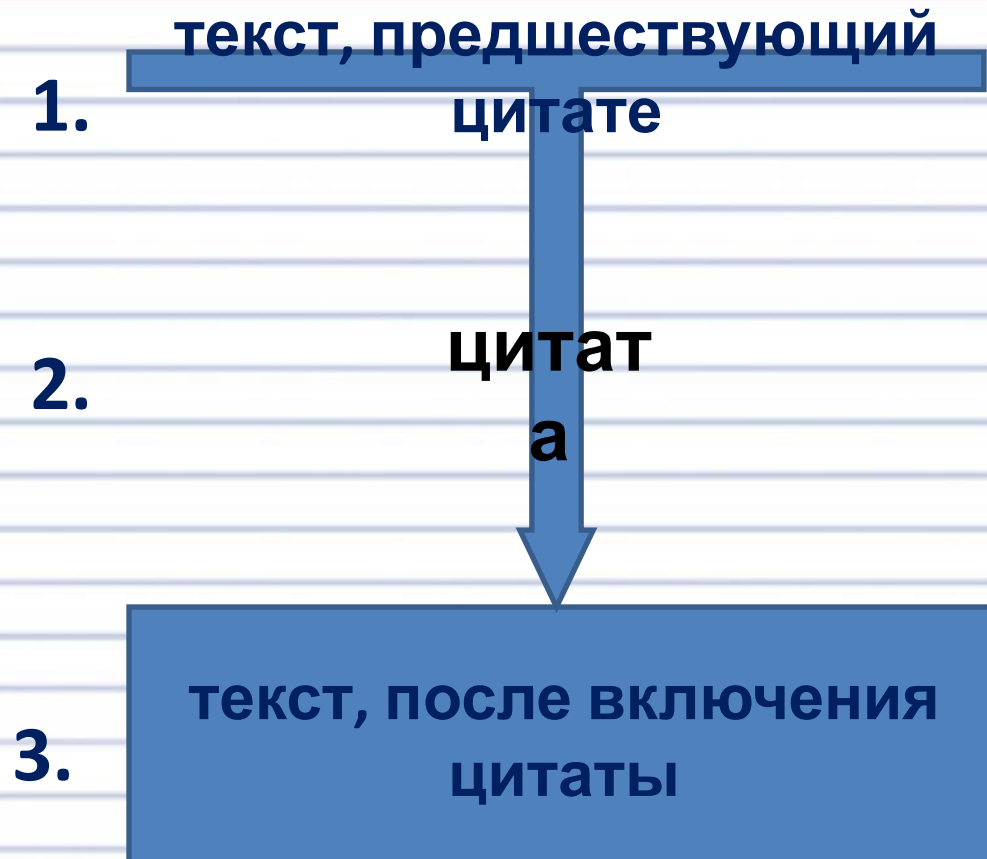 текст, предшествующий
1.
цитате
2.
цитат
а
текст, после включения
3.
цитаты